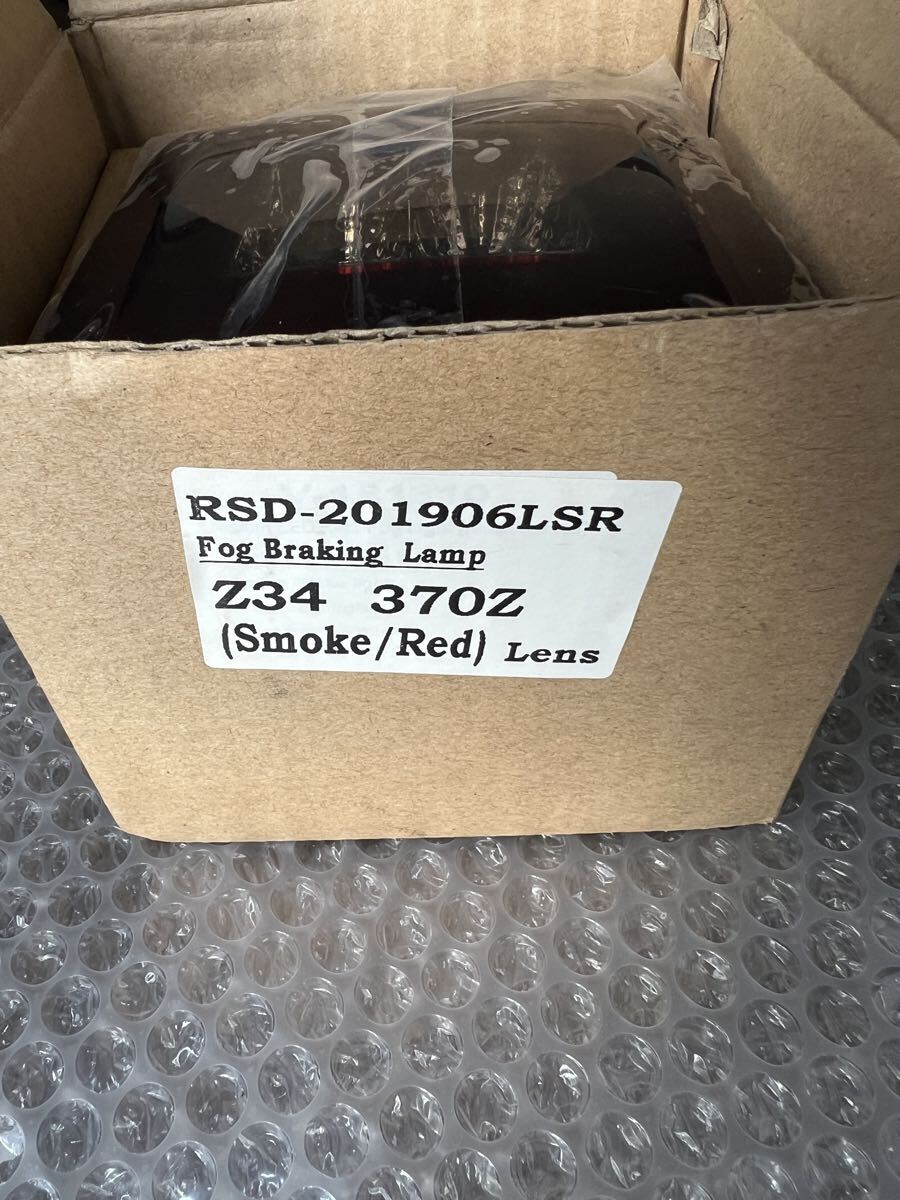 RSD-201906LSR
Fog Braking Lamp
Z34 370Z
(Smoke/Red) Lens